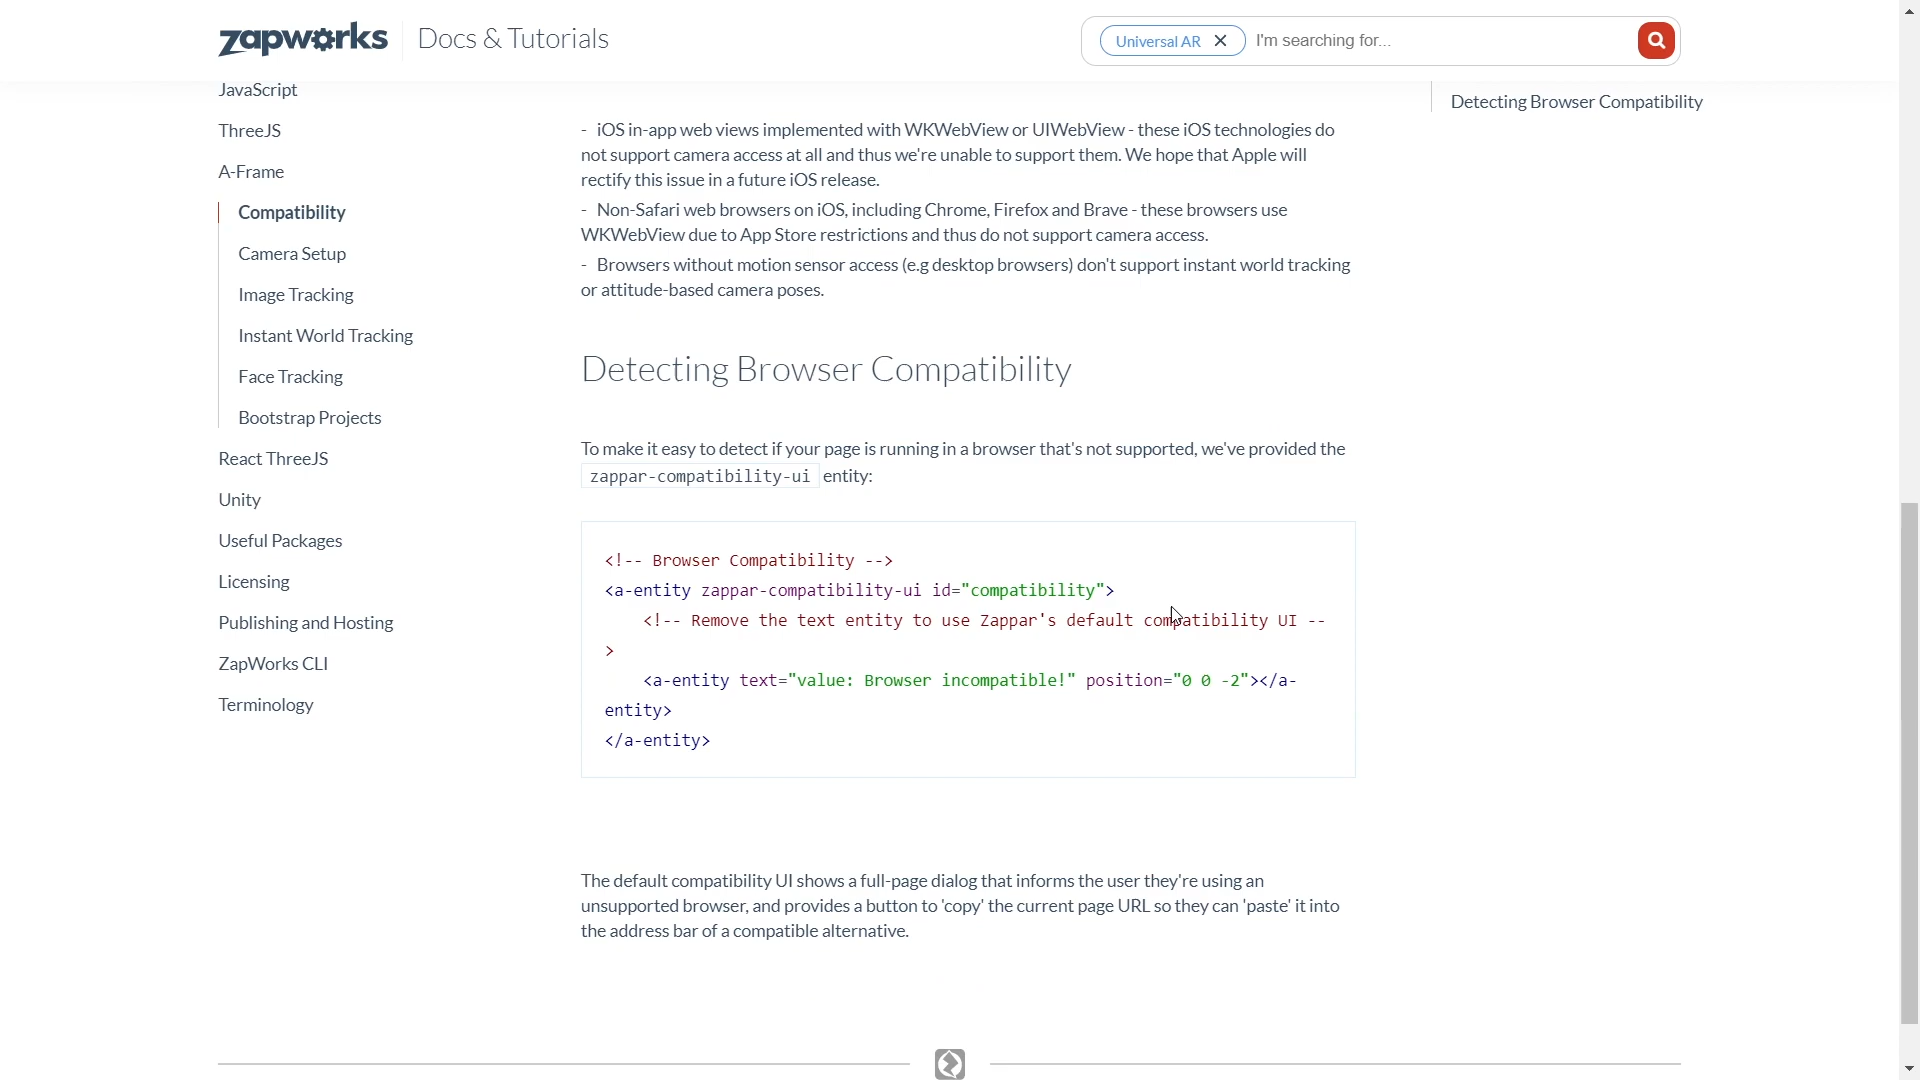 zapworks
Docs & Tutorials
Universal AR
I'm searching for...
JavaScript
ThreeJS
A-Frame
Compatibility
Camera Setup
Image Tracking
Instant World Tracking
Face Tracking
Bootstrap Projects
React ThreeJS
Unity
Useful Packages
Licensing
Publishing and Hosting
ZapWorks CLI
Terminology
- iOS in-app web views implemented with WKWebView or UIWebView - these iOS technologies do
not support camera access at all and thus we're unable to support them. We hope that Apple will
rectify this issue in a future iOS release.
- Non-Safari web browsers on iOS, including Chrome, Firefox and Brave - these browsers use
WKWebView due to App Store restrictions and thus do not support camera access.
- Browsers without motion sensor access (e.g desktop browsers) don't support instant world tracking
or attitude-based camera poses.
Detecting Browser Compatibility
To make it easy to detect if your page is running in a browser that's not supported, we've provided the
zappar-compatibility-ui entity:
<!-- Browser Compatibility -->
<a-entity zappar-compatibility-ui id="compatibility">
<!-- Remove the text entity to use Zappar's default compatibility UI --
>
<a-entity text="value: Browser incompatible!" position="0 0 -2"></a-
entity>
</a-entity>
The default compatibility UI shows a full-page dialog that informs the user they're using an
unsupported browser, and provides a button to 'copy' the current page URL so they can 'paste' it into
the address bar of a compatible alternative.
Detecting Browser Compatibility